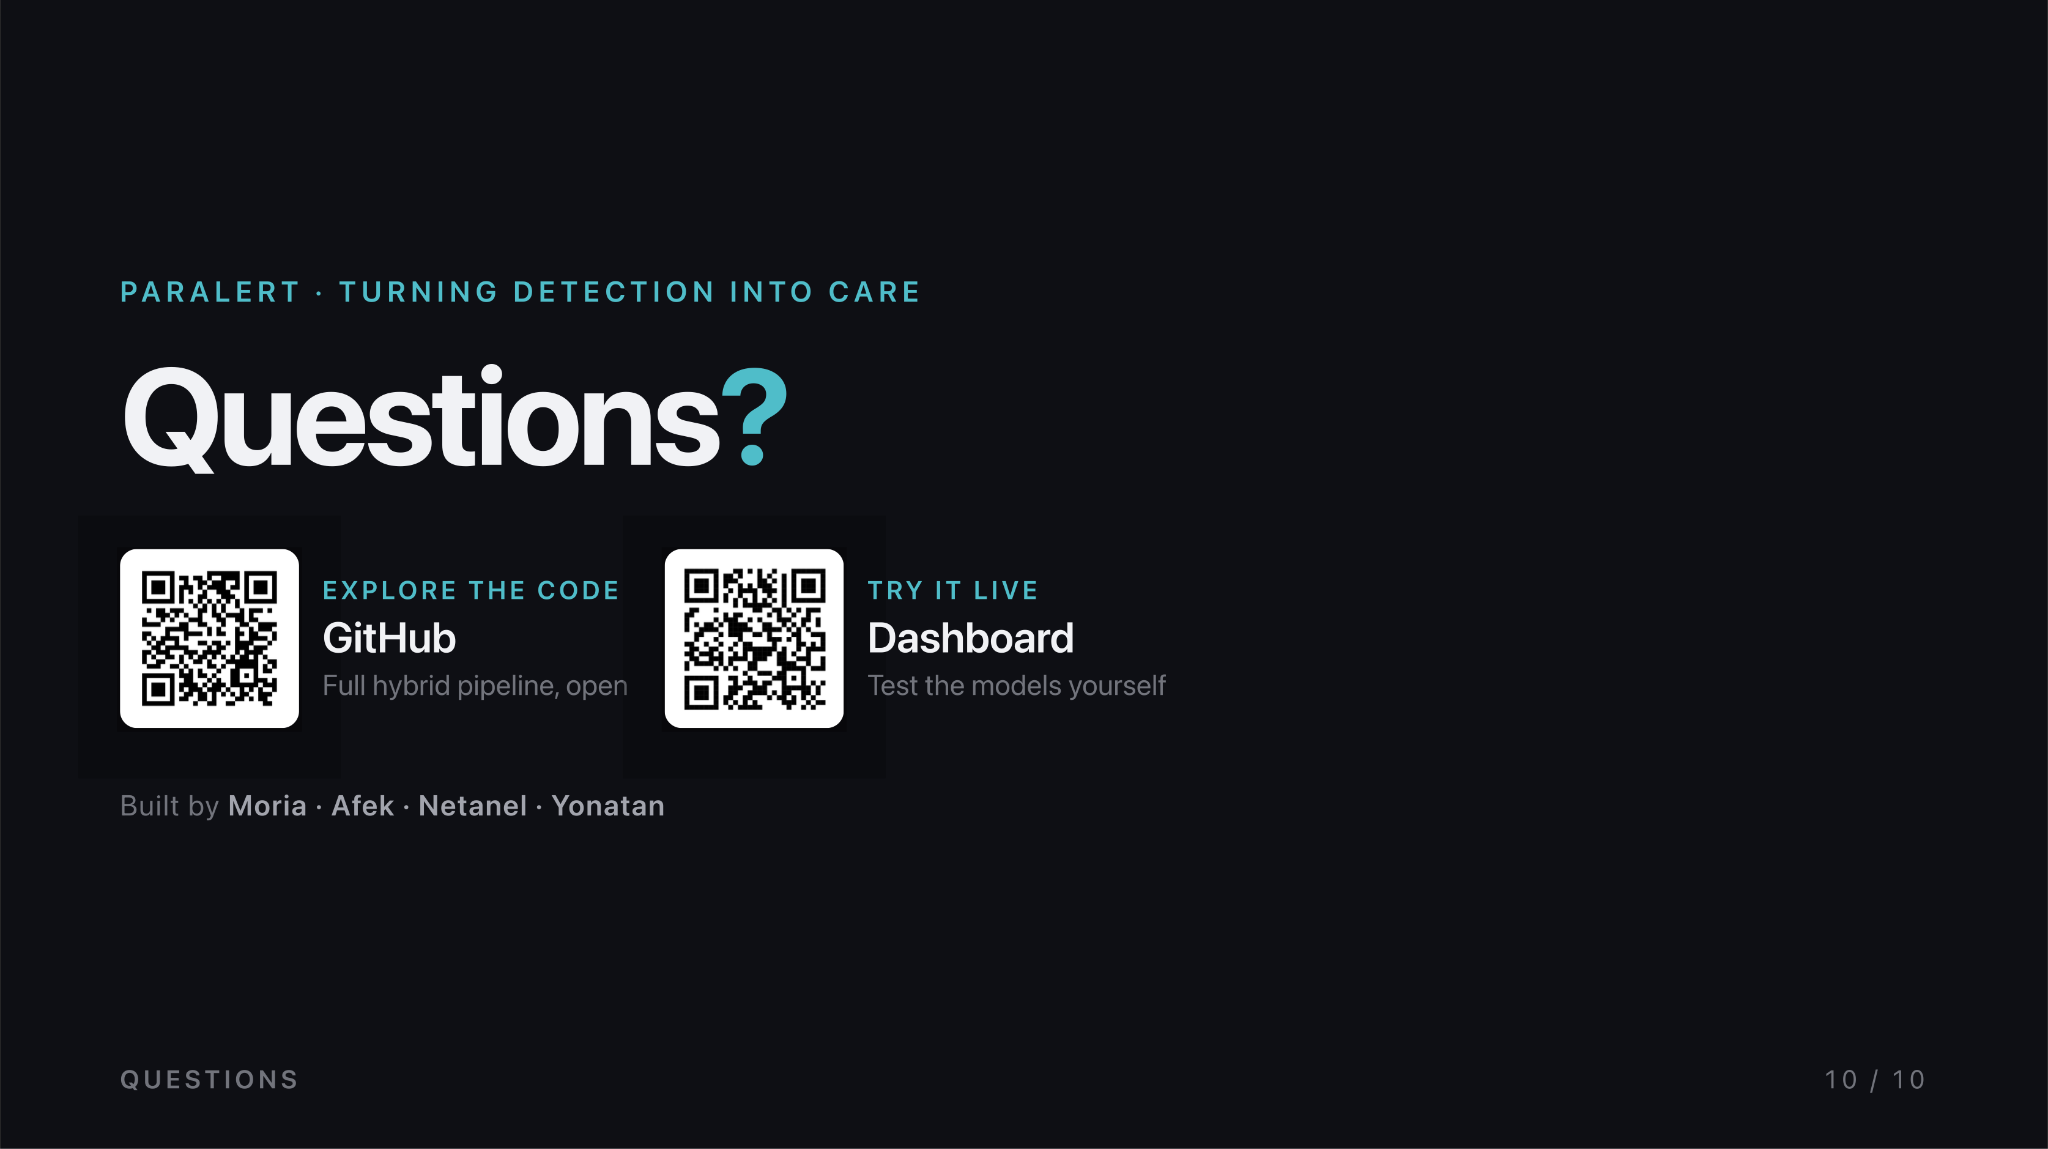 PARALERT · TURNING DETECTION INTO CARE
Questions?
EXPLORE THE CODE
GitHub
Full hybrid pipeline, open
TRY IT LIVE
Dashboard
Test the models yourself
Built by Moria · Afek · Netanel · Yonatan
QUESTIONS
10 / 10